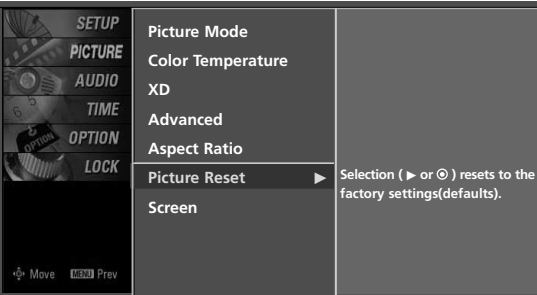 SETUP
PICTURE
AUDIO
TIME
OPTION
LOCK
Move MENU Prev
Picture Mode
Color Temperature
XD
Advanced
Aspect Ratio
Picture Reset ▶
Screen
Selection ( ▶ or ⊙ ) resets to the
factory settings(defaults).